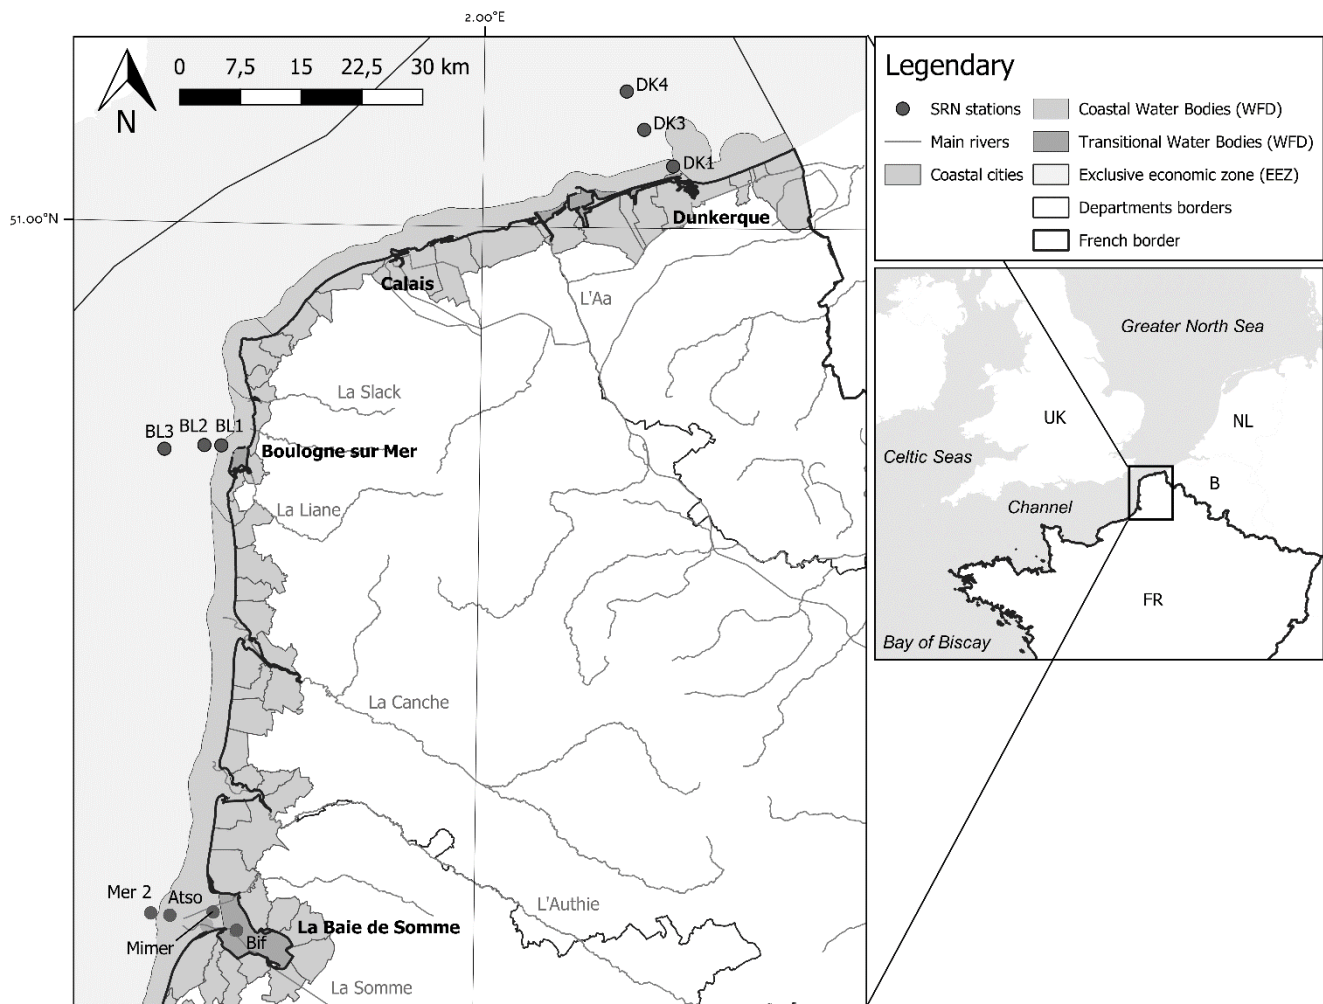 2.00°E
0 7,5 15 22,5 30 km
N
DK4
DK3
DK1
51.00°N
Dunkerque
Calais
L'Aa
La Slack
BL3 BL2 BL1
Boulogne sur Mer
La Liane
La Canche
Mer 2 Atso
L'Authie
La Baie de Somme
Mimer
Bif
La Somme
Legendary
SRN stations
Main rivers
Coastal cities
Coastal Water Bodies (WFD)
Transitional Water Bodies (WFD)
Exclusive economic zone (EEZ)
Departments borders
French border
Greater North Sea
UK
NL
Celtic Seas
B
Channel
FR
Bay of Biscay